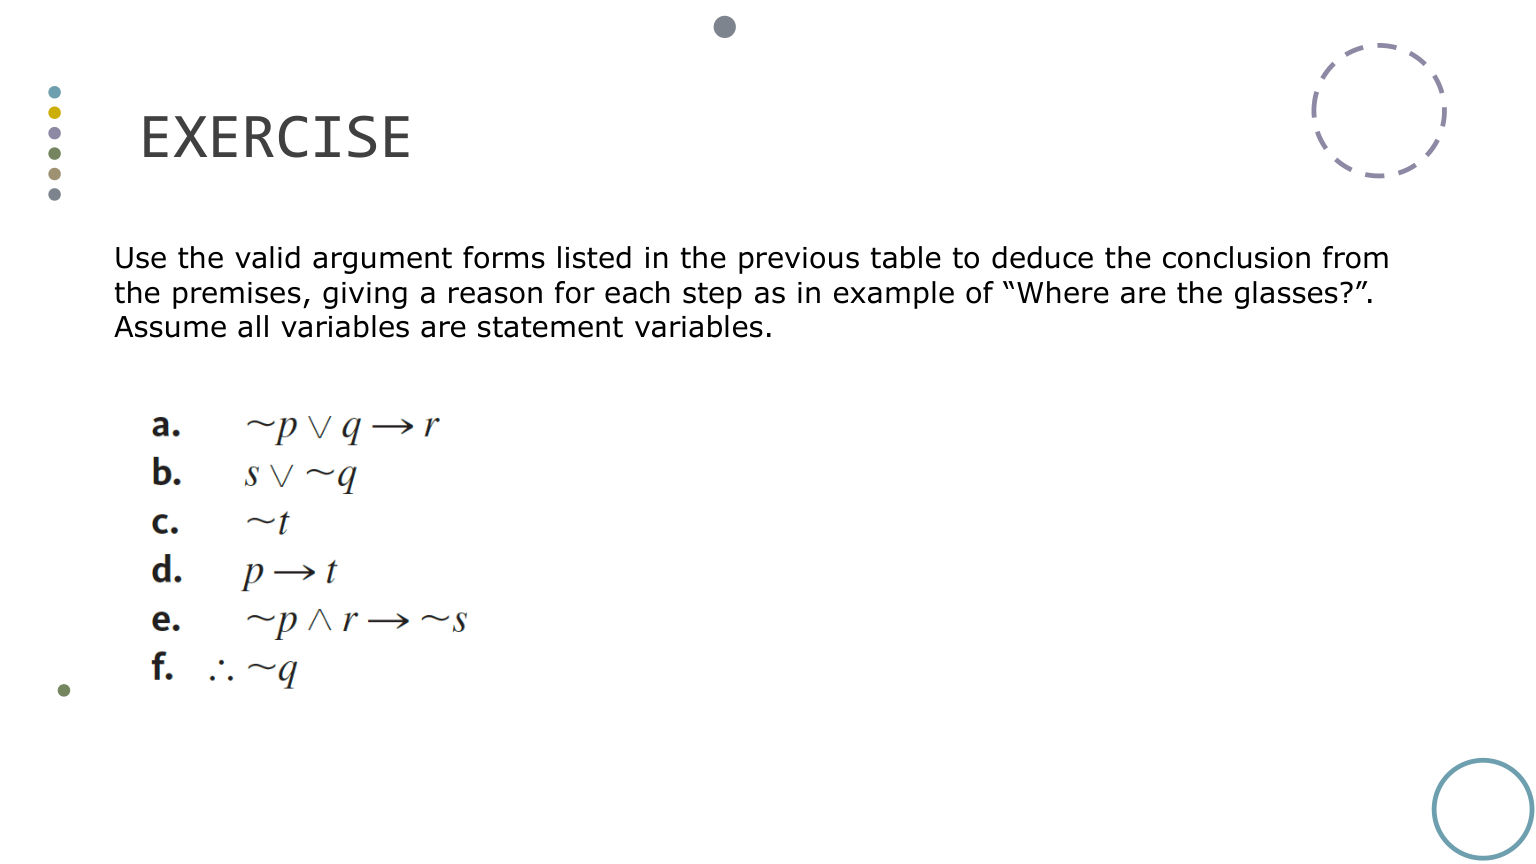 EXERCISE
Use the valid argument forms listed in the previous table to deduce the conclusion from
the premises, giving a reason for each step as in example of “Where are the glasses?”.
Assume all variables are statement variables.
a. ~p ∨ q → r
b. s ∨ ~q
c. ~t
d. p → t
e. ~p ∧ r → ~s
f. ∴ ~q